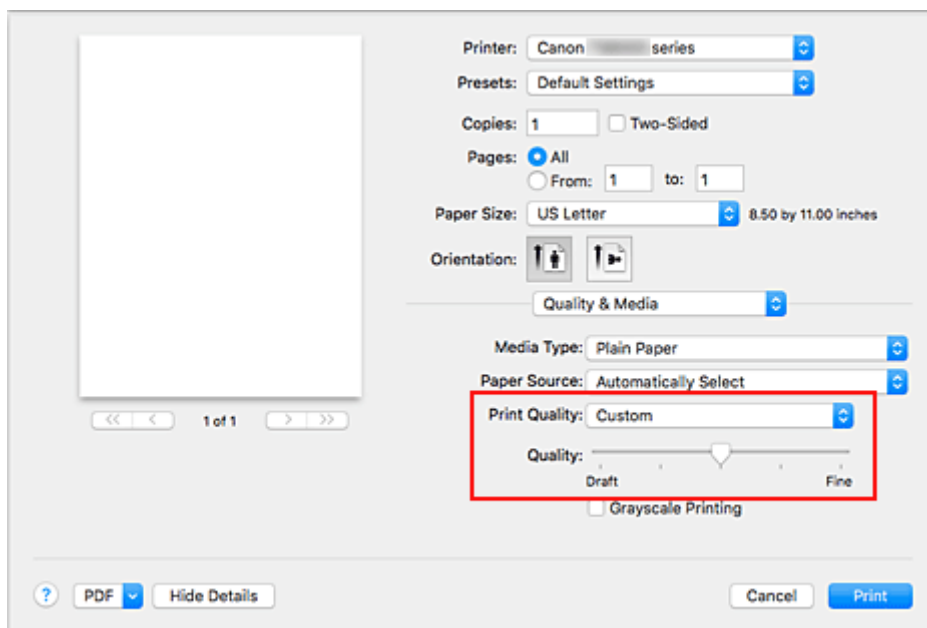 Printer: Canon series
Presets: Default Settings
Copies: 1 Two-Sided
Pages: All
From: 1 to: 1
Paper Size: US Letter 8.50 by 11.00 inches
Orientation:
Quality & Media
Media Type: Plain Paper
Paper Source: Automatically Select
Print Quality: Custom
Quality:
Draft Fine
Grayscale Printing
<< < 1 of 1 > >>
? PDF Hide Details Cancel Print